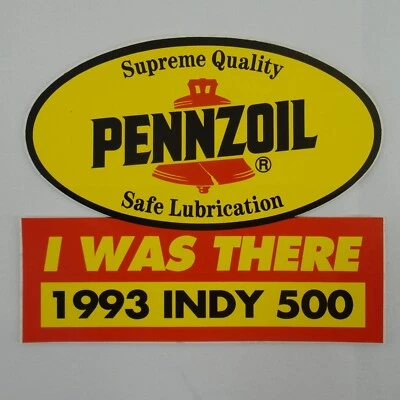 Supreme Quality
PENNZOIL
®
Safe Lubrication
I WAS THERE
1993 INDY 500